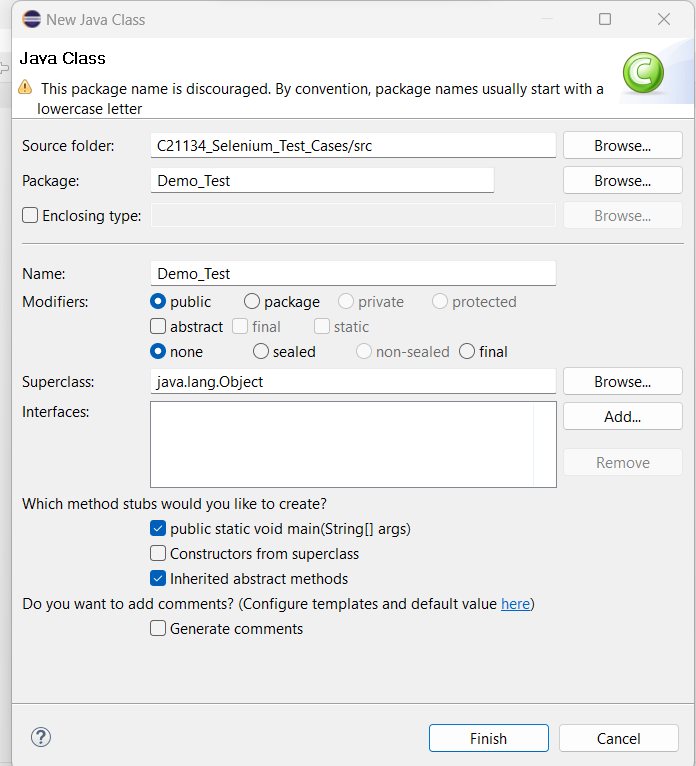 New Java Class
Java Class
This package name is discouraged. By convention, package names usually start with a
lowercase letter
Source folder: C21134_Selenium_Test_Cases/src Browse...
Package: Demo_Test Browse...
Enclosing type: Browse...
Name: Demo_Test
Modifiers: public package private protected
abstract final static
none sealed non-sealed final
Superclass: java.lang.Object Browse...
Interfaces: Add...
Remove
Which method stubs would you like to create?
public static void main(String[] args)
Constructors from superclass
Inherited abstract methods
Do you want to add comments? (Configure templates and default value here)
Generate comments
? Finish Cancel